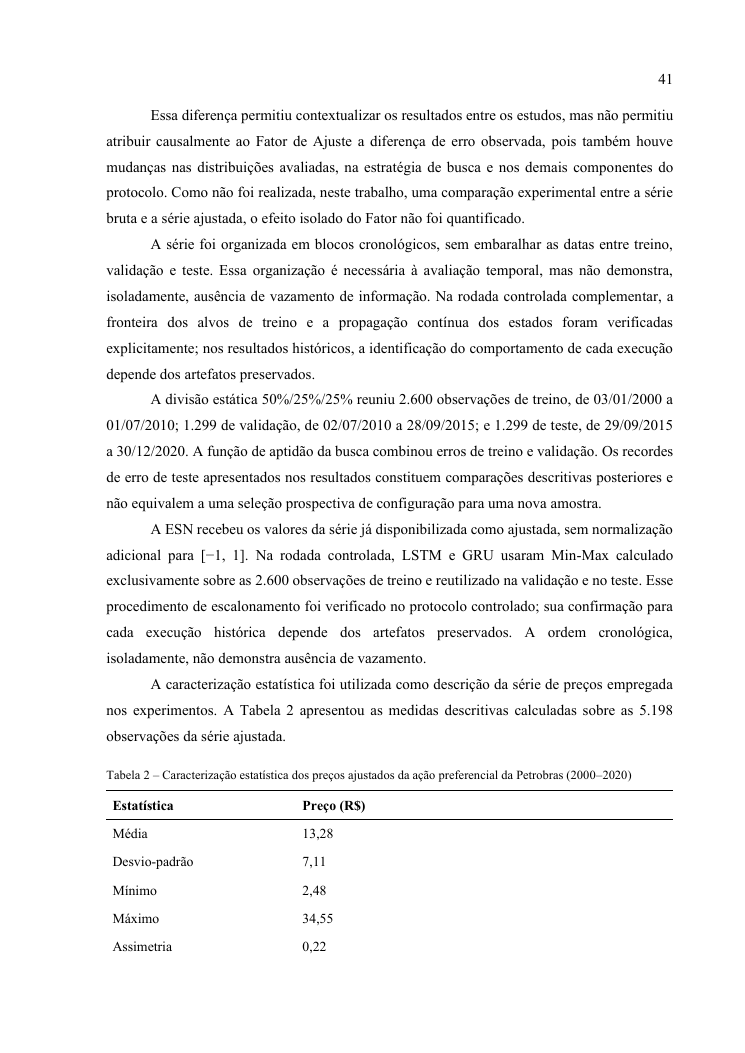 41
Essa diferença permitiu contextualizar os resultados entre os estudos, mas não permitiu
atribuir causalmente ao Fator de Ajuste a diferença de erro observada, pois também houve
mudanças nas distribuições avaliadas, na estratégia de busca e nos demais componentes do
protocolo. Como não foi realizada, neste trabalho, uma comparação experimental entre a série
bruta e a série ajustada, o efeito isolado do Fator não foi quantificado.
A série foi organizada em blocos cronológicos, sem embaralhar as datas entre treino,
validação e teste. Essa organização é necessária à avaliação temporal, mas não demonstra,
isoladamente, ausência de vazamento de informação. Na rodada controlada complementar, a
fronteira dos alvos de treino e a propagação contínua dos estados foram verificadas
explicitamente; nos resultados históricos, a identificação do comportamento de cada execução
depende dos artefatos preservados.
A divisão estática 50%/25%/25% reuniu 2.600 observações de treino, de 03/01/2000 a
01/07/2010; 1.299 de validação, de 02/07/2010 a 28/09/2015; e 1.299 de teste, de 29/09/2015
a 30/12/2020. A função de aptidão da busca combinou erros de treino e validação. Os recordes
de erro de teste apresentados nos resultados constituem comparações descritivas posteriores e
não equivalem a uma seleção prospectiva de configuração para uma nova amostra.
A ESN recebeu os valores da série já disponibilizada como ajustada, sem normalização
adicional para [−1, 1]. Na rodada controlada, LSTM e GRU usaram Min-Max calculado
exclusivamente sobre as 2.600 observações de treino e reutilizado na validação e no teste. Esse
procedimento de escalonamento foi verificado no protocolo controlado; sua confirmação para
cada execução histórica depende dos artefatos preservados. A ordem cronológica,
isoladamente, não demonstra ausência de vazamento.
A caracterização estatística foi utilizada como descrição da série de preços empregada
nos experimentos. A Tabela 2 apresentou as medidas descritivas calculadas sobre as 5.198
observações da série ajustada.
Tabela 2 – Caracterização estatística dos preços ajustados da ação preferencial da Petrobras (2000–2020)
Estatística Preço (R$)
Média 13,28
Desvio-padrão 7,11
Mínimo 2,48
Máximo 34,55
Assimetria 0,22